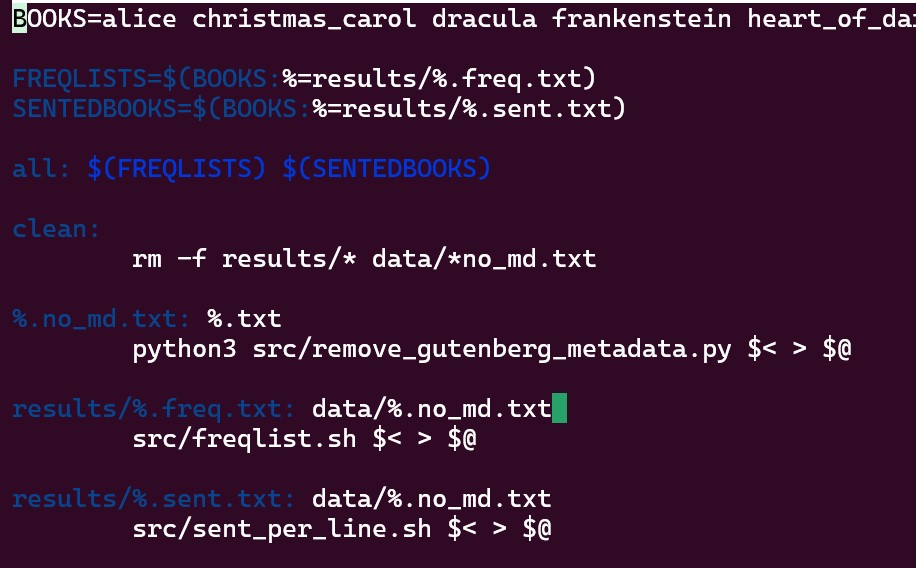 BOOKS=alice christmas_carol dracula frankenstein
FREQLISTS=$(BOOKS:%=results/%.freq.txt)
SENTEDBOOKS=$(BOOKS:%=results/%.sent.txt)
all: $(FREQLISTS) $(SENTEDBOOKS)
clean:
rm -f results/* data/*no_md.txt
%.no_md.txt: %.txt
python3 src/remove_gutenberg_metadata.py $< > $@
results/%.freq.txt: data/%.no_md.txt
src/freqlist.sh $< > $@
results/%.sent.txt: data/%.no_md.txt
src/sent_per_line.sh $< > $@